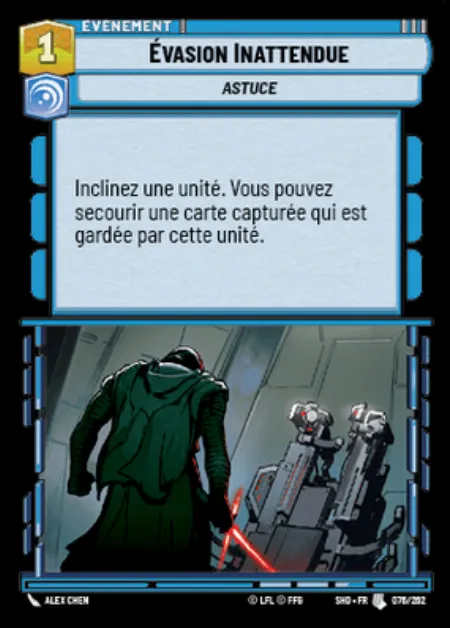 ÉVÉNEMENT
1
ÉVASION INATTENDUE
ASTUCE
Inclinez une unité. Vous pouvez
secourir une carte capturée qui est
gardée par cette unité.
ALEX CHEN
© LFL © FFG
SHD • FR
076/262